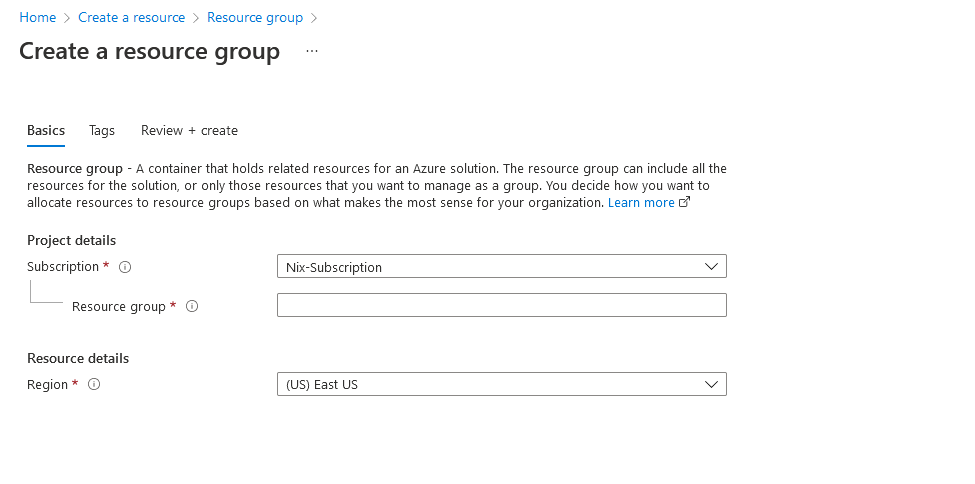 Home > Create a resource > Resource group >
Create a resource group ...
Basics Tags Review + create
Resource group - A container that holds related resources for an Azure solution. The resource group can include all the
resources for the solution, or only those resources that you want to manage as a group. You decide how you want to
allocate resources to resource groups based on what makes the most sense for your organization. Learn more
Project details
Subscription * Nix-Subscription
Resource group *
Resource details
Region * (US) East US